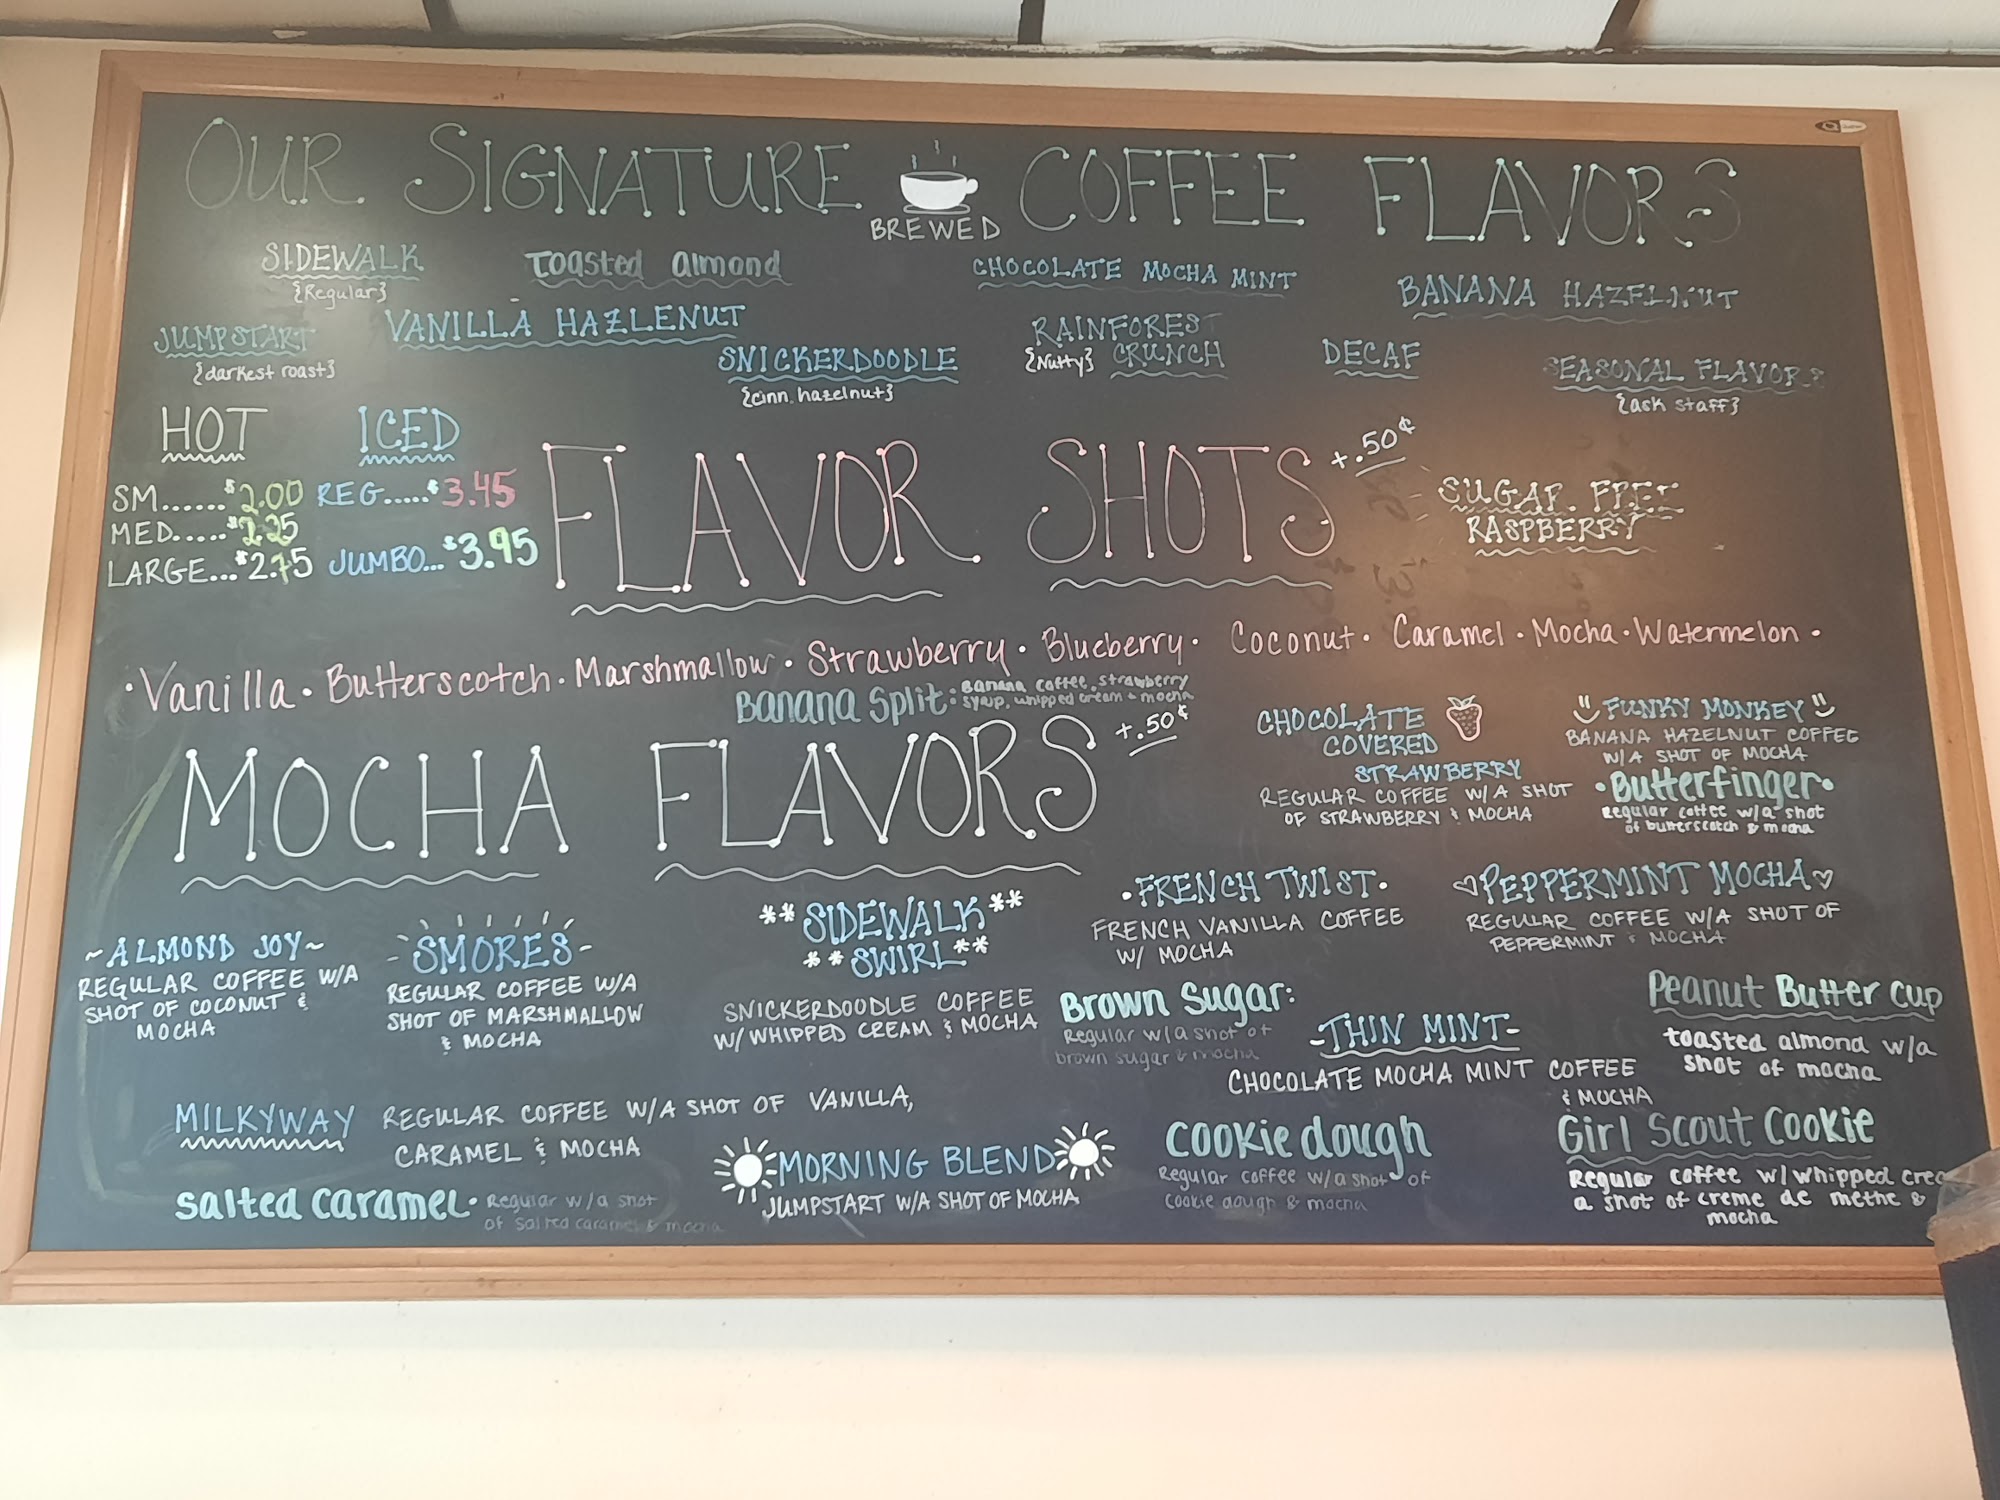 OUR SIGNATURE COFFEE FLAVORS
BREWED
SIDEWALK
{Regular}
Toasted almond
CHOCOLATE MOCHA MINT
BANANA HAZELNUT
JUMPSTART
{darkest roast}
VANILLA HAZLENUT
SNICKERDOODLE
{cinn. hazelnut}
RAINFOREST
{Nutty} CRUNCH
DECAF
SEASONAL FLAVORS
{ask staff}
HOT
SM......$2.00
MED.....$2.25
LARGE...$2.75
ICED
REG.....$3.45
JUMBO...$3.95
FLAVOR SHOTS +.50¢
SUGAR FREE
RASPBERRY
•Vanilla • Butterscotch • Marshmallow • Strawberry • Blueberry • Coconut • Caramel • Mocha • Watermelon •
Banana Split: Banana coffee, strawberry
syrup, whipped cream + mocha
MOCHA FLAVORS +.50¢
CHOCOLATE
COVERED
STRAWBERRY
REGULAR COFFEE W/A SHOT
OF STRAWBERRY & MOCHA
FUNKY MONKEY
BANANA HAZELNUT COFFEE
W/A SHOT OF MOCHA
•Butterfinger•
Regular coffee w/a shot
of butterscotch & mocha
~ALMOND JOY~
REGULAR COFFEE W/A
SHOT OF COCONUT &
MOCHA
-SMORES-
REGULAR COFFEE W/A
SHOT OF MARSHMALLOW
& MOCHA
**SIDEWALK**
**SWIRL**
SNICKERDOODLE COFFEE
W/WHIPPED CREAM & MOCHA
•FRENCH TWIST•
FRENCH VANILLA COFFEE
W/ MOCHA
♡PEPPERMINT MOCHA♡
REGULAR COFFEE W/A SHOT OF
PEPPERMINT & MOCHA
Brown Sugar:
Regular w/a shot of
brown sugar & mocha
-THIN MINT-
CHOCOLATE MOCHA MINT COFFEE
& MOCHA
Peanut Butter cup
toasted almond w/a
shot of mocha
MILKYWAY REGULAR COFFEE W/A SHOT OF VANILLA,
CARAMEL & MOCHA
Salted Caramel• Regular w/a shot
of salted caramel & mocha
MORNING BLEND
JUMPSTART W/A SHOT OF MOCHA
Cookie dough
Regular coffee w/a shot of
cookie dough & mocha
Girl Scout Cookie
Regular coffee w/whipped
a shot of creme de methe &
mocha